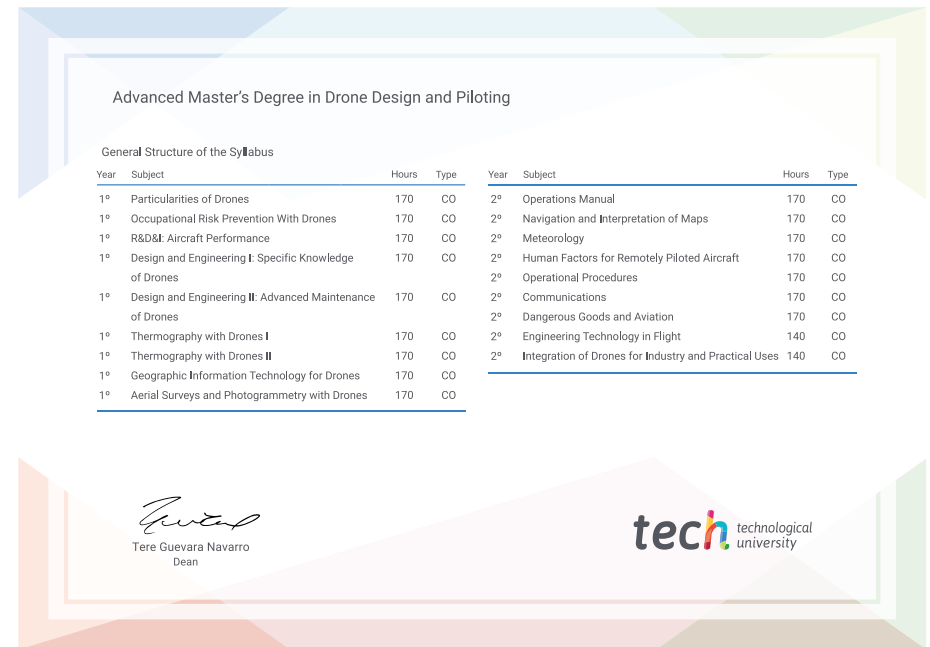 Advanced Master's Degree in Drone Design and Piloting
General Structure of the Syllabus
Year Subject Hours Type
1º Particularities of Drones 170 CO
1º Occupational Risk Prevention With Drones 170 CO
1º R&D&I: Aircraft Performance 170 CO
1º Design and Engineering I: Specific Knowledge 170 CO
of Drones
1º Design and Engineering II: Advanced Maintenance 170 CO
of Drones
1º Thermography with Drones I 170 CO
1º Thermography with Drones II 170 CO
1º Geographic Information Technology for Drones 170 CO
1º Aerial Surveys and Photogrammetry with Drones 170 CO
Year Subject Hours Type
2º Operations Manual 170 CO
2º Navigation and Interpretation of Maps 170 CO
2º Meteorology 170 CO
2º Human Factors for Remotely Piloted Aircraft 170 CO
2º Operational Procedures 170 CO
2º Communications 170 CO
2º Dangerous Goods and Aviation 170 CO
2º Engineering Technology in Flight 140 CO
2º Integration of Drones for Industry and Practical Uses 140 CO
Tere Guevara Navarro
Dean
tech technological
university